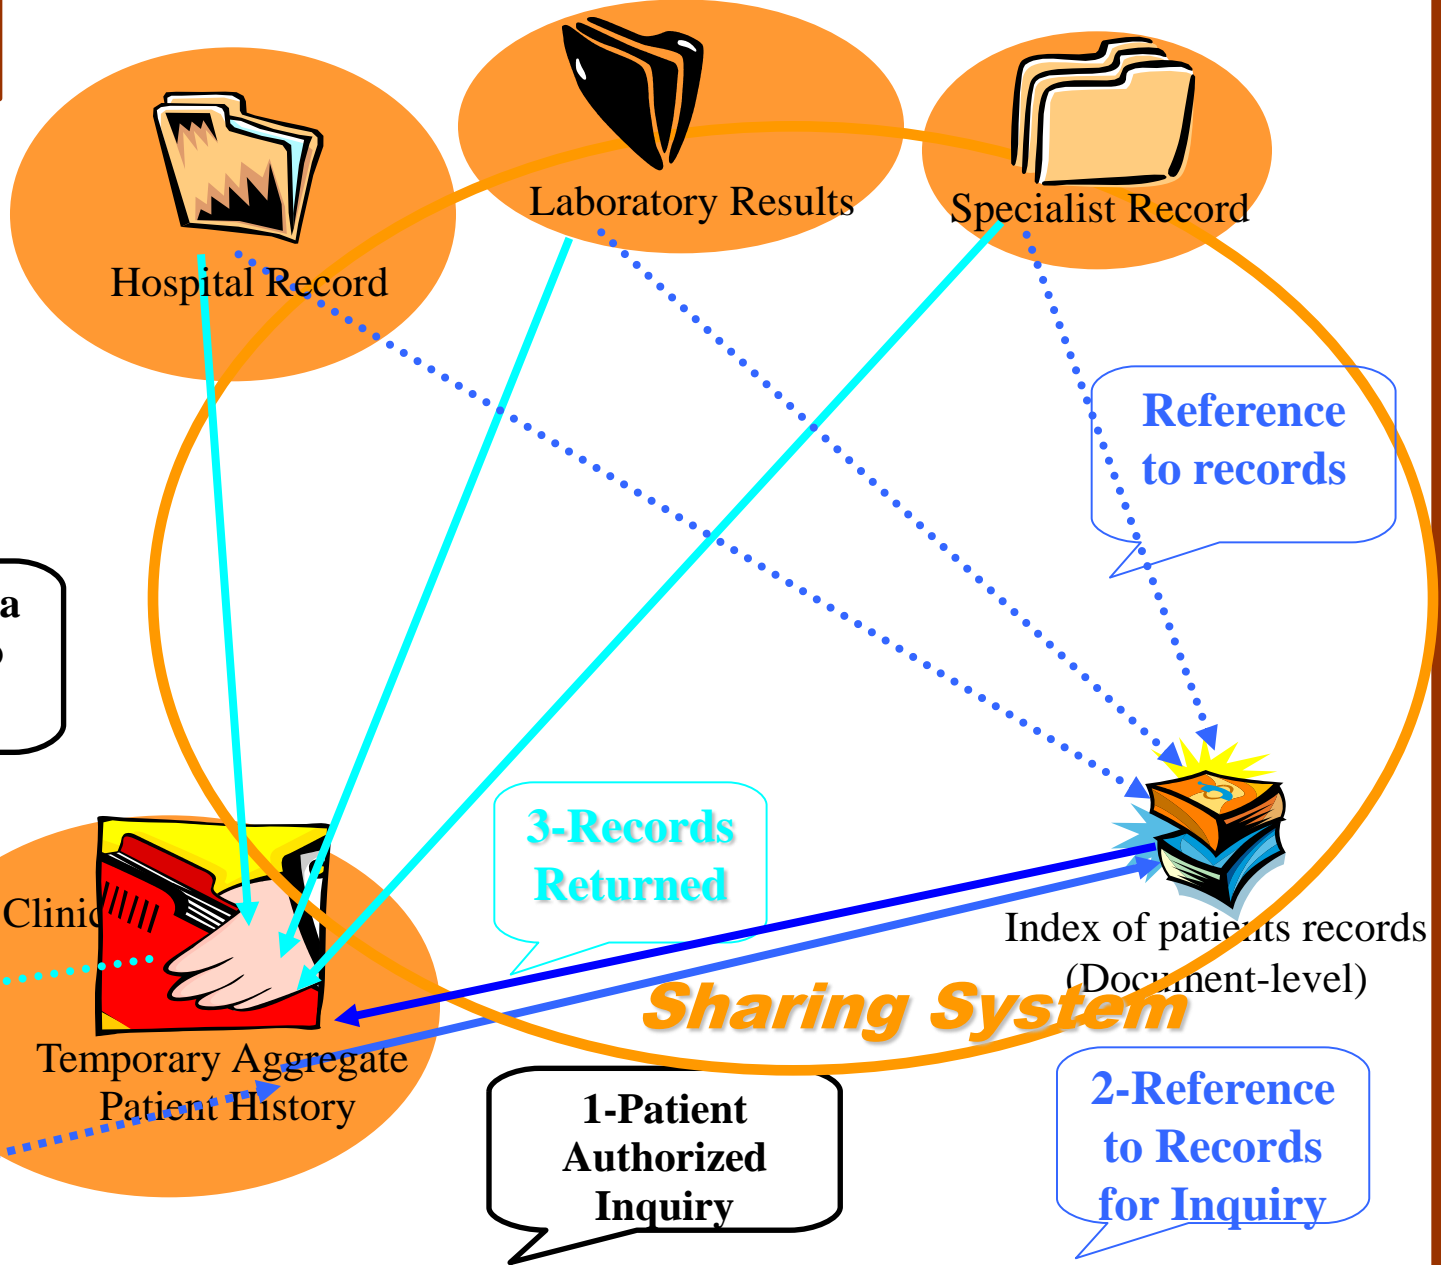 Laboratory Results
Specialist Record
Hospital Record
Reference
to records
a
3-Records
Returned
Index of patients records
(Document-level)
Sharing System
Temporary Aggregate
Patient History
1-Patient
Authorized
Inquiry
2-Reference
to Records
for Inquiry